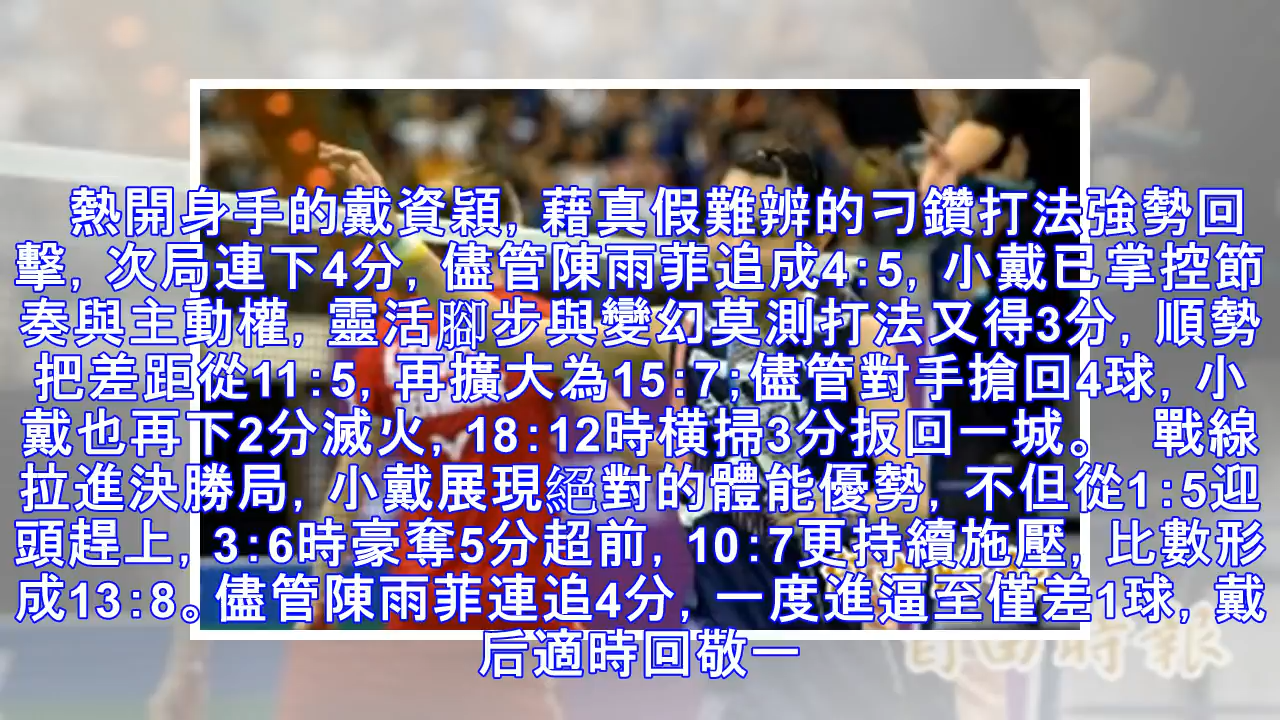 熱開身手的戴資穎, 藉真假難辨的刁鑽打法強勢回
擊, 次局連下4分, 儘管陳雨菲追成4:5, 小戴已掌控節
奏與主動權, 靈活腳步與變幻莫測打法又得3分, 順勢
把差距從11:5, 再擴大為15:7;儘管對手搶回4球, 小
戴也再下2分滅火, 18:12時橫掃3分扳回一城。 戰線
拉進決勝局, 小戴展現絕對的體能優勢, 不但從1:5迎
頭趕上, 3:6時豪奪5分超前, 10:7更持續施壓, 比數形
成13:8。儘管陳雨菲連追4分, 一度進逼至僅差1球, 戴
后適時回敬一
自由時報